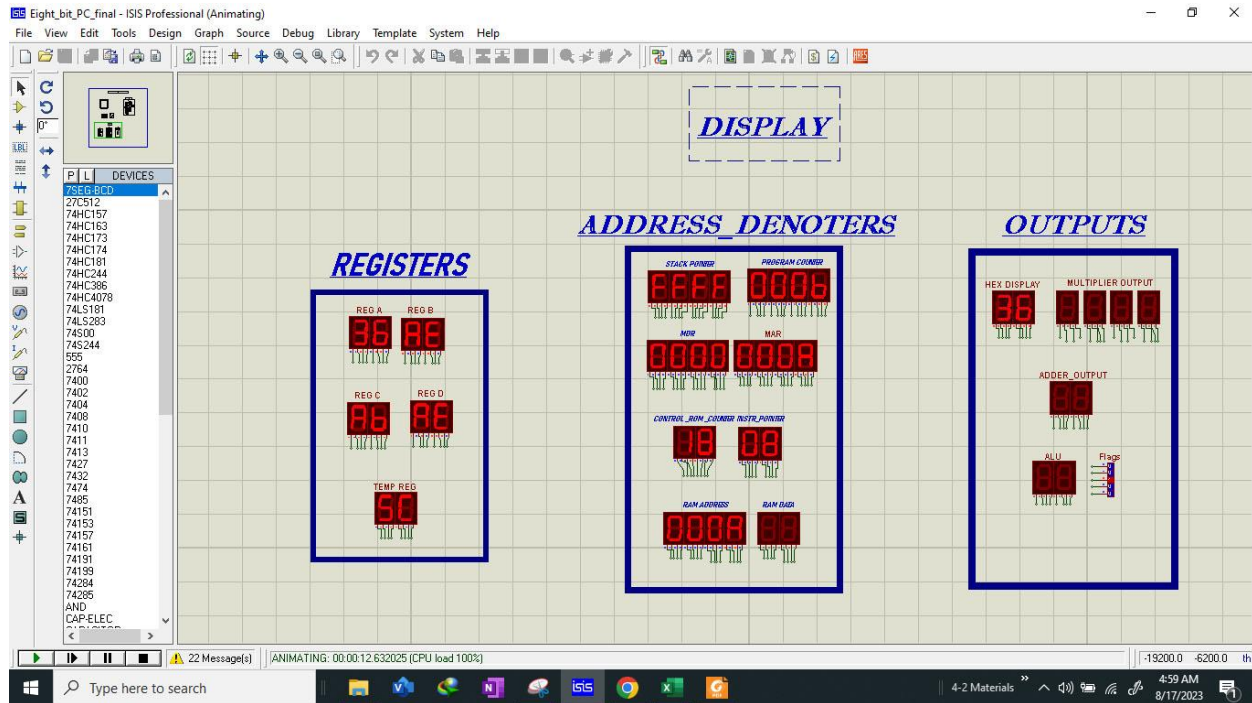 Eight_bit_PC_final - ISIS Professional (Animating)
File View Edit Tools Design Graph Source Debug Library Template System Help
0°
LBL
P L DEVICES
7SEG-BCD
27C512
74HC157
74HC163
74HC173
74HC174
74HC181
74HC244
74HC386
74HC4078
74LS181
74LS283
74S00
74S244
555
2764
7400
7402
7404
7408
7410
7411
7413
7427
7432
7474
7485
74151
74153
74157
74161
74191
74199
74284
74285
AND
CAP-ELEC
DISPLAY
REGISTERS
REG A REG B
36 AE
REG C REG D
Ab AE
TEMP REG
5C
ADDRESS_DENOTERS
STACK POINTER PROGRAM COUNTER
FFFF 000b
MDR MAR
0000 000A
CONTROL_ROM_COUNTER INSTR_POINTER
18 08
RAM ADDRESS RAM DATA
000A
OUTPUTS
HEX DISPLAY MULTIPLIER OUTPUT
36
ADDER_OUTPUT
ALU Flags
22 Message(s) ANIMATING: 00:00:12.632025 (CPU load 100%) -19200.0 -6200.0 th
Type here to search
isis
4-2 Materials
4:59 AM
8/17/2023